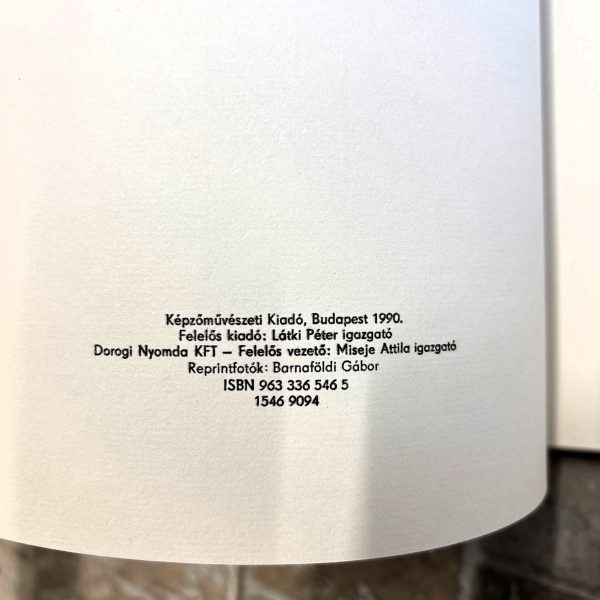 Képzőművészeti Kiadó, Budapest 1990.
Felelős kiadó: Látki Péter igazgató
Dorogi Nyomda KFT – Felelős vezető: Miseje Attila igazgató
Reprintfotók: Barnaföldi Gábor
ISBN 963 336 546 5
1546 9094